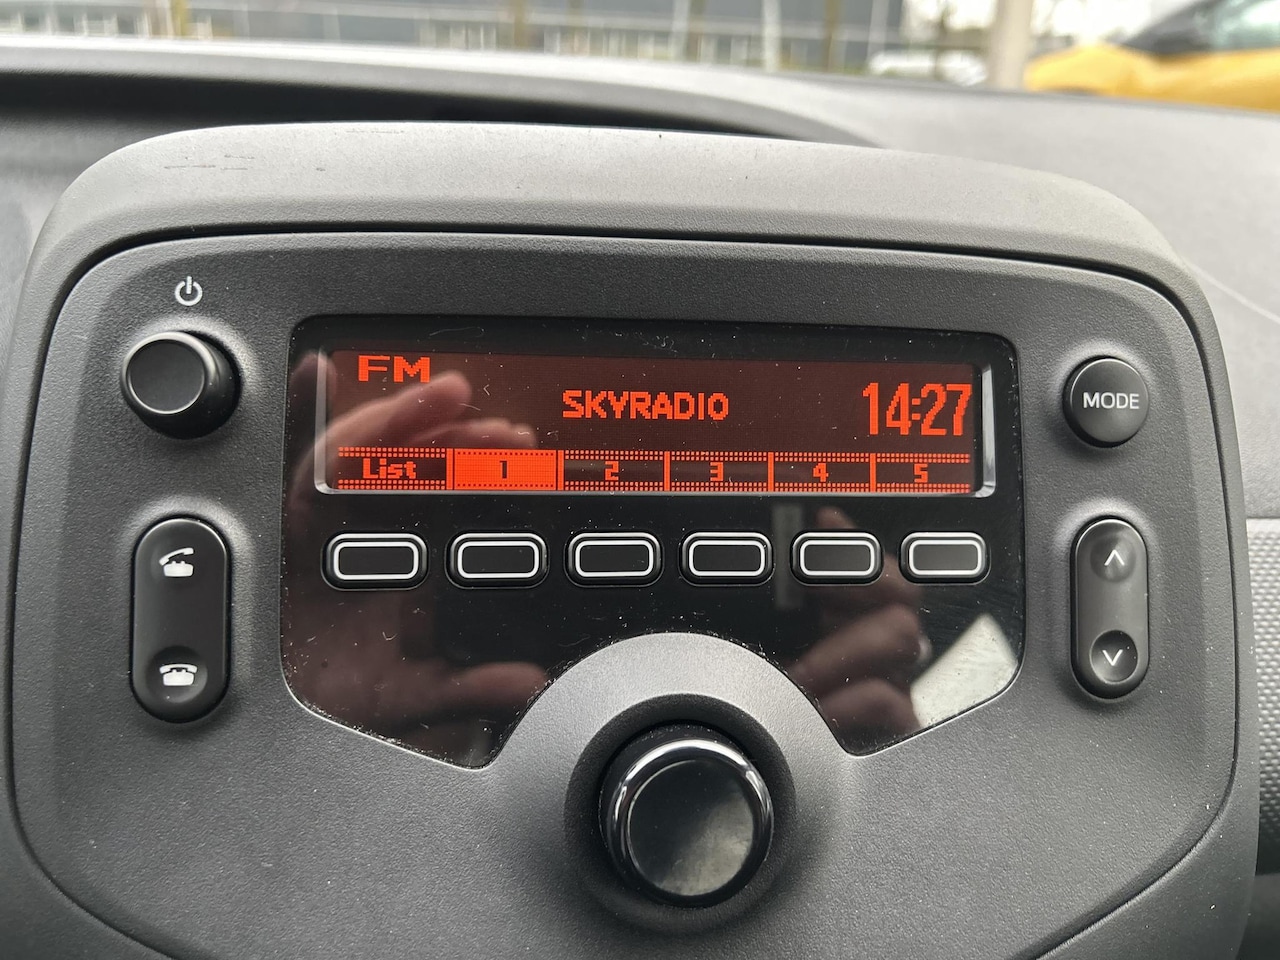 FM
SKYRADIO
14:27
List 1 2 3 4 5
MODE